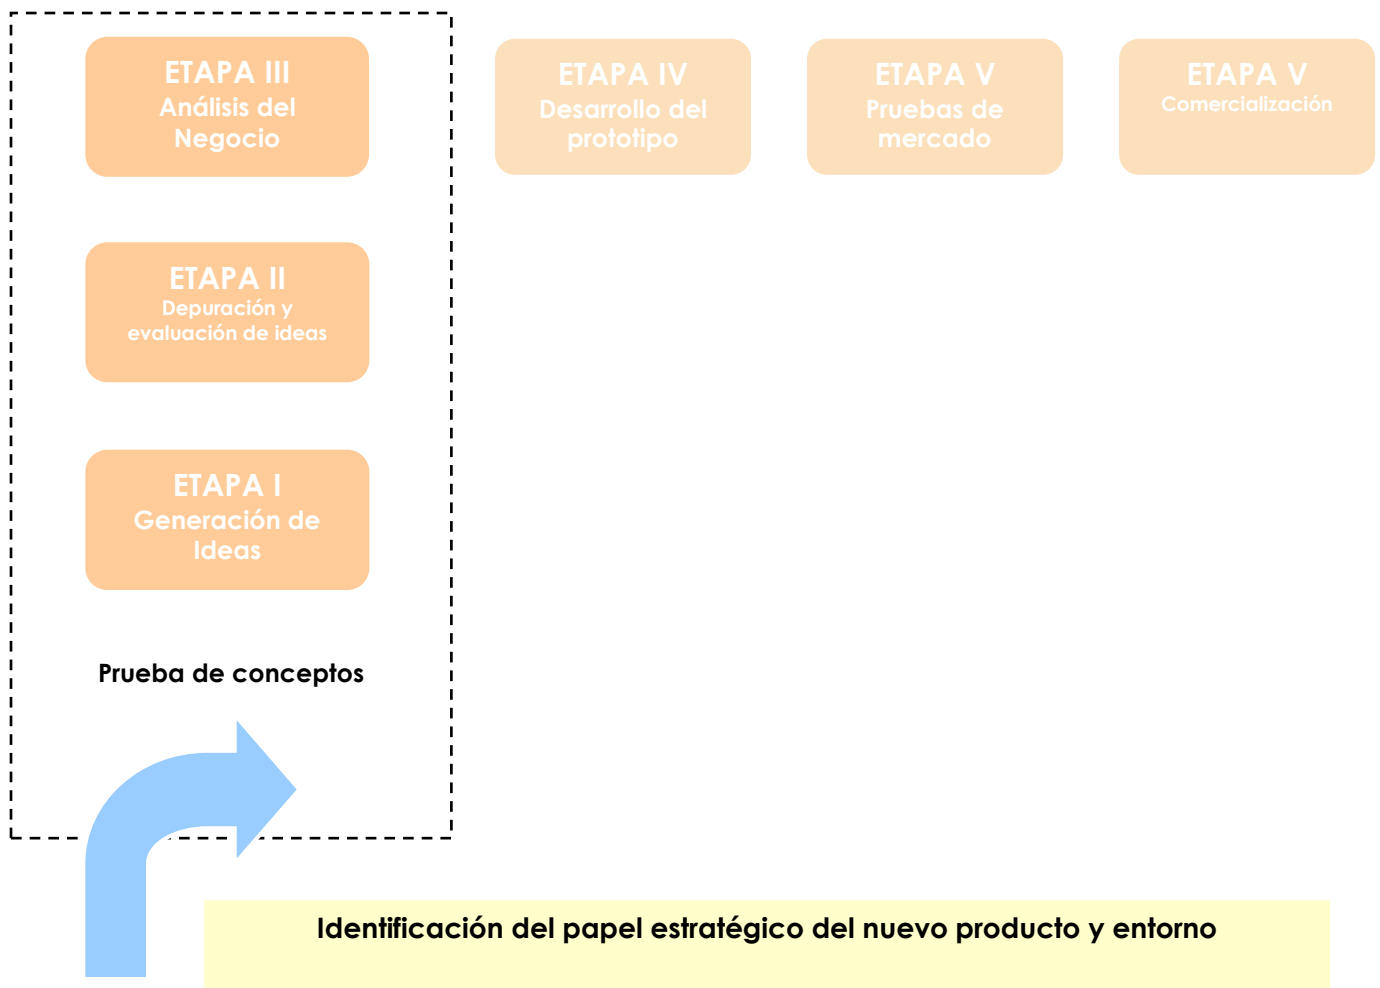 ETAPA III
Análisis del
Negocio
ETAPA IV
Desarrollo del
prototipo
ETAPA V
Pruebas de
mercado
ETAPA V
Comercialización
ETAPA II
Depuración y
evaluación de ideas
ETAPA I
Generación de
Ideas
Prueba de conceptos
Identificación del papel estratégico del nuevo producto y entorno